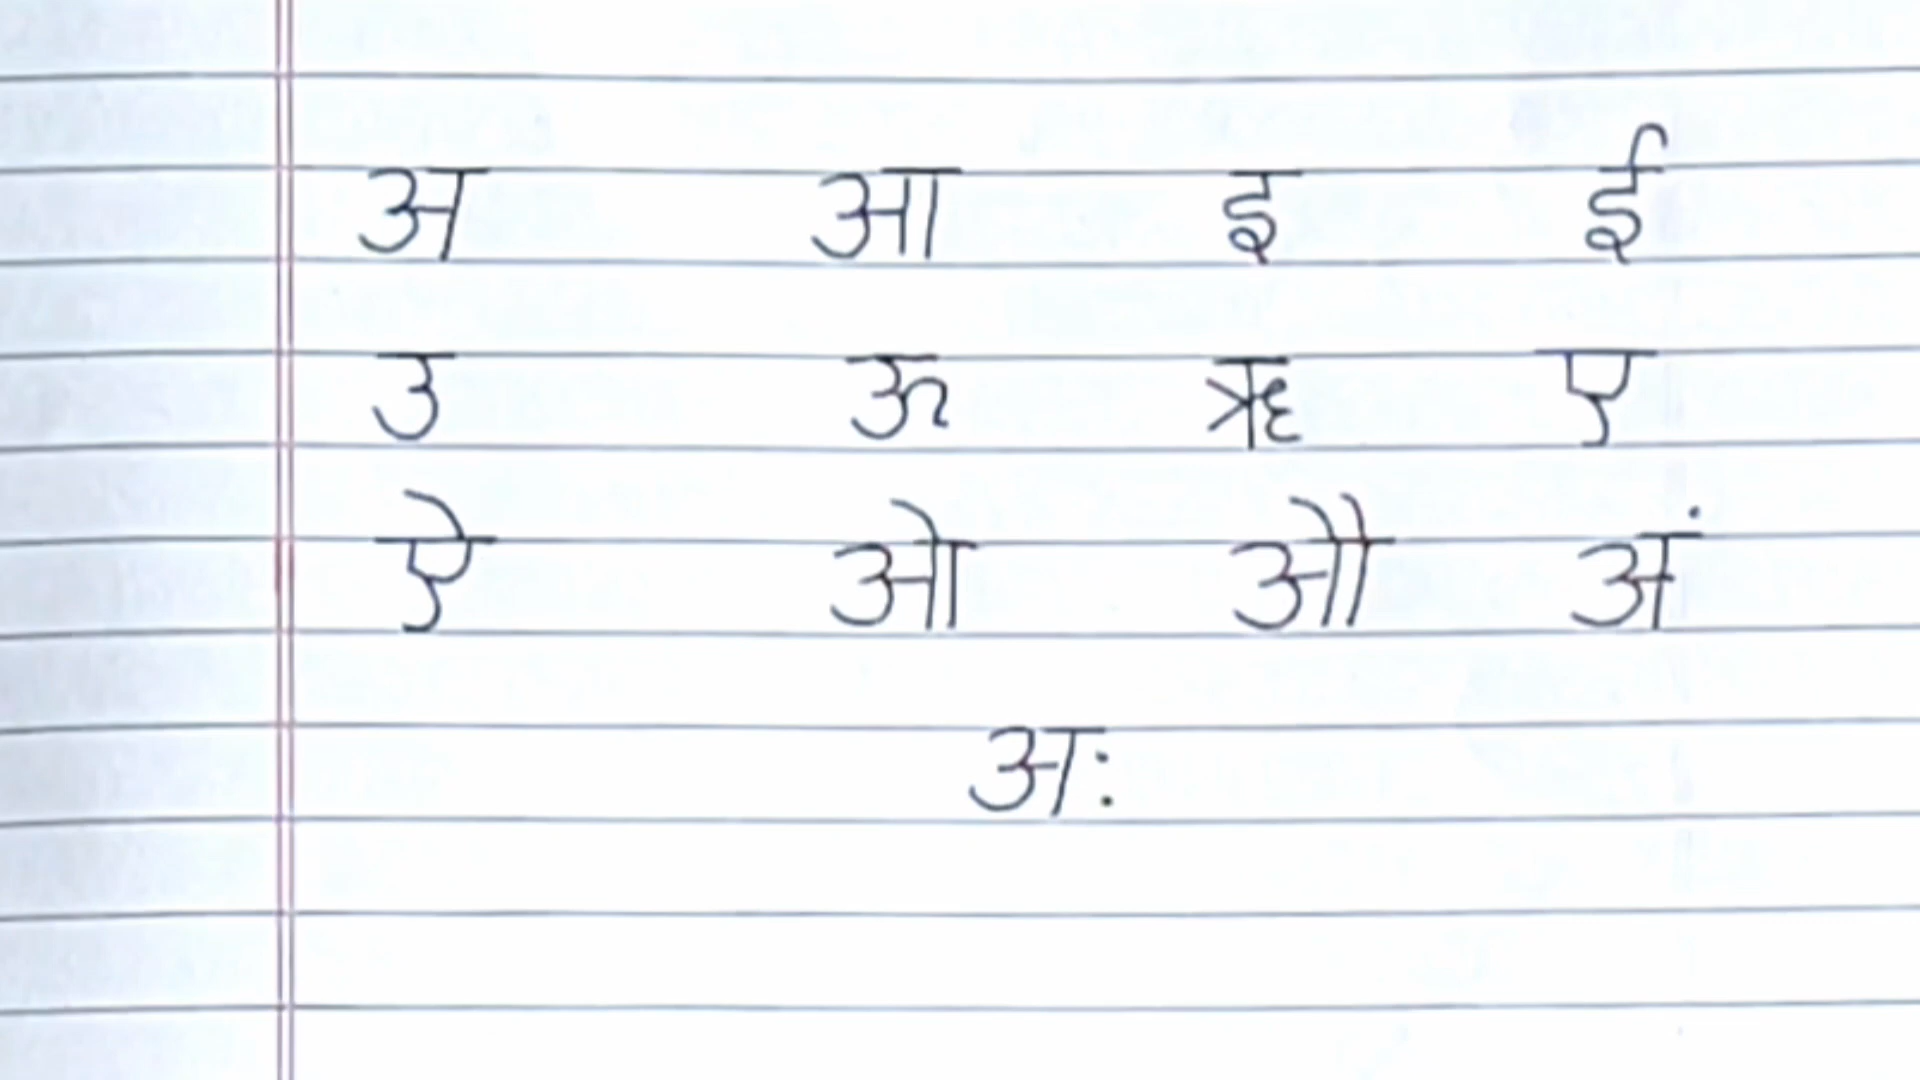 अ आ इ ई
उ ऊ ऋ ए
ऐ ओ औ अं
अः